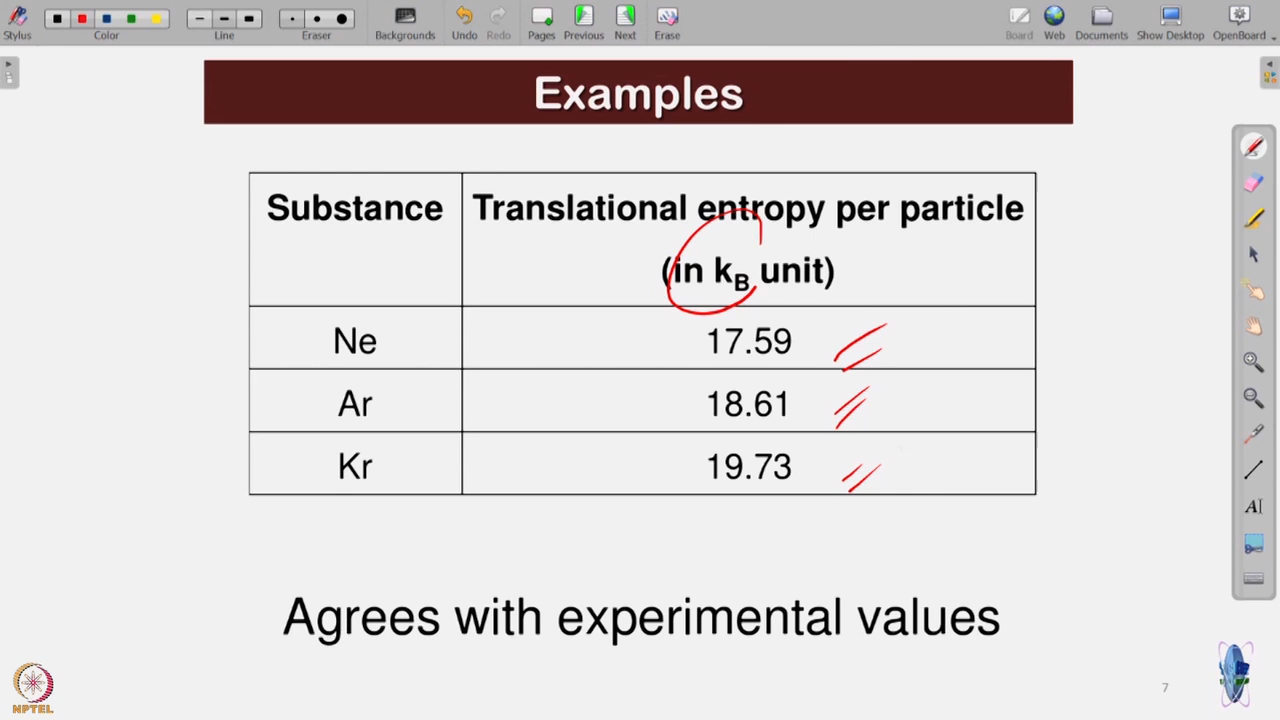 Stylus
Color
Line
Eraser
Backgrounds
Undo
Redo
Pages
Previous
Next
Erase
Board
Web
Documents
Show Desktop
OpenBoard
Examples
Substance
Translational entropy per particle
(in kB unit)
Ne 17.59
Ar 18.61
Kr 19.73
Agrees with experimental values
7
NPTEL